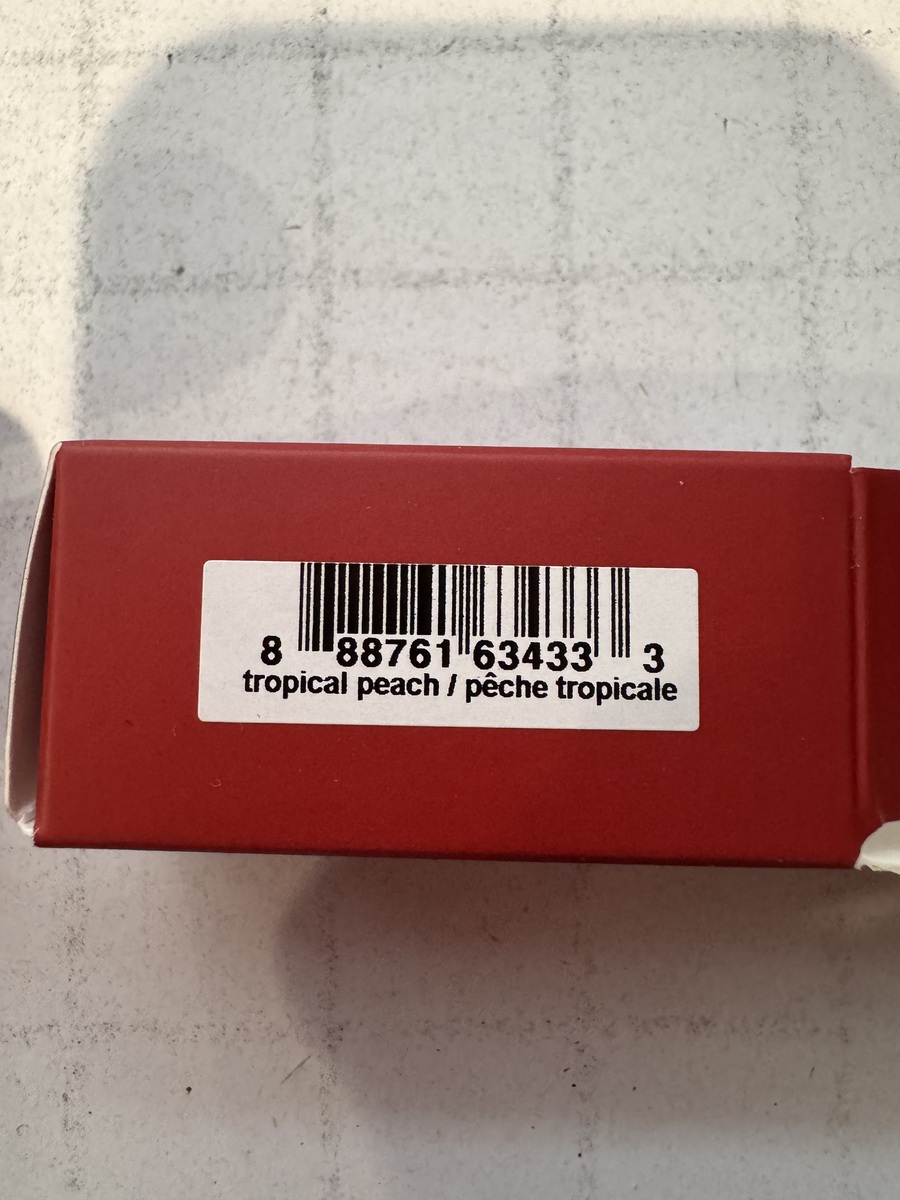 8 88761 63433 3
tropical peach / pêche tropicale